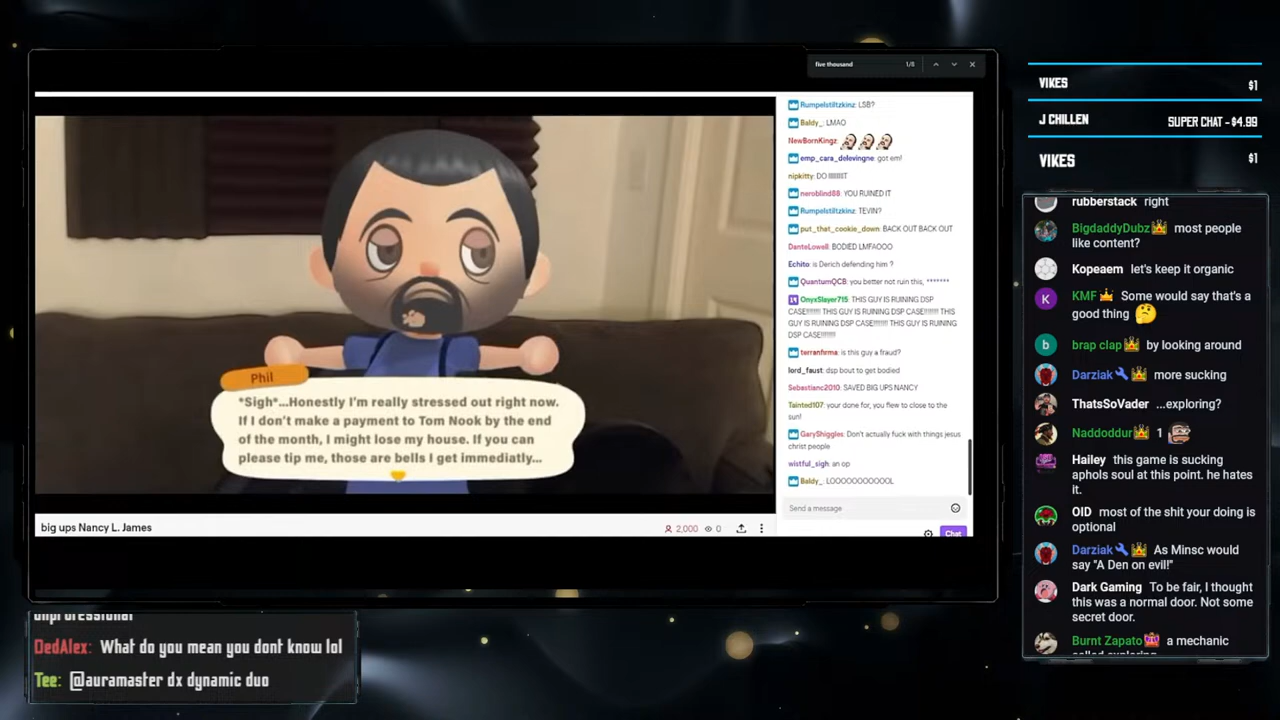 five thousand
1/8
Rumpelstiltzkinz: LSB?
Baldy_: LMAO
NewBornKingz
emp_cara_delevingne: got em!
nipkitty: DO IIIIIIIIIT
neroblind88: YOU RUINED IT
Rumpelstiltzkinz: TEVIN?
put_that_cookie_down: BACK OUT BACK OUT
DanteLowell: BODIED LMFAOOO
Echito: is Derich defending him ?
QuantumQCB: you better not ruin this, *******
OnyxSlayer715: THIS GUY IS RUINING DSP
CASE!!!!!!! THIS GUY IS RUINING DSP CASE!!!!!!! THIS
GUY IS RUINING DSP CASE!!!!!!! THIS GUY IS RUINING
DSP CASE!!!!!!!!
terranfirma: is this guy a fraud?
lord_faust: dsp bout to get bodied
Sebastianc2010: SAVED BIG UPS NANCY
Tainted107: your done for, you flew to close to the
sun!
GaryShiggles: Don't actually fuck with things jesus
christ people
wistful_sigh: an op
Baldy_: LOOOOOOOOOOOL
Send a message
Chat
Phil
*Sigh*...Honestly I'm really stressed out right now.
If I don't make a payment to Tom Nook by the end
of the month, I might lose my house. If you can
please tip me, those are bells I get immediatly...
big ups Nancy L. James
2,000
0
VIKES $1
J CHILLEN SUPER CHAT - $4.99
VIKES $1
rubberstack right
BigdaddyDubz most people
like content?
Kopeaem let's keep it organic
KMF Some would say that's a
good thing
brap clap by looking around
Darziak more sucking
ThatsSoVader ...exploring?
Naddoddur 1
Hailey this game is sucking
aphols soul at this point. he hates
it.
OID most of the shit your doing is
optional
Darziak As Minsc would
say "A Den on evil!"
Dark Gaming To be fair, I thought
this was a normal door. Not some
secret door.
Burnt Zapato a mechanic
called exploring
unprofessional
DedAlex: What do you mean you dont know lol
Tee: @auramaster dx dynamic duo